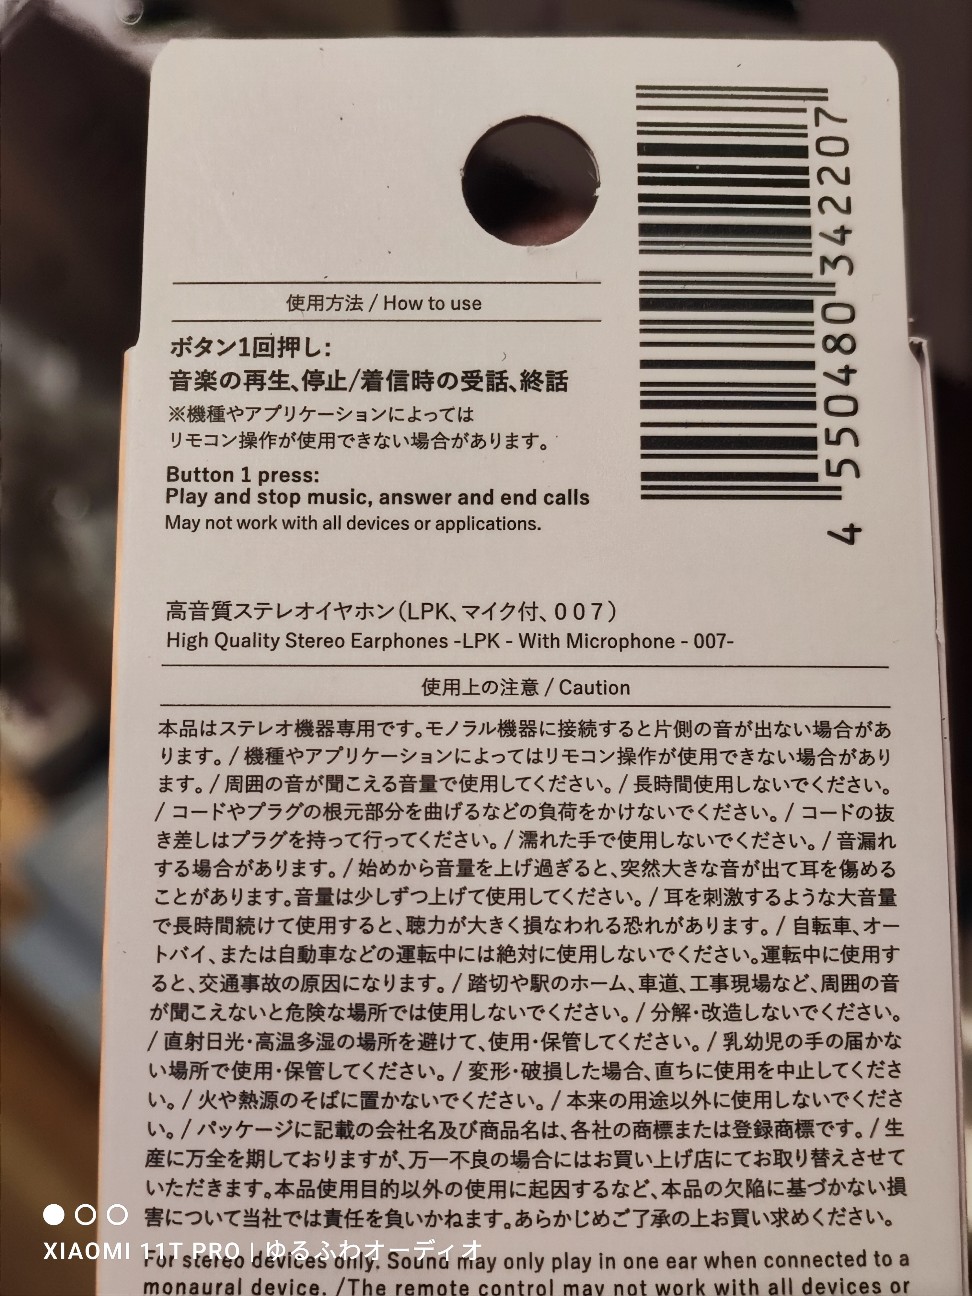 4 550480 342207
使用方法 / How to use
ボタン1回押し:
音楽の再生、停止/着信時の受話、終話
※機種やアプリケーションによっては
リモコン操作が使用できない場合があります。
Button 1 press:
Play and stop music, answer and end calls
May not work with all devices or applications.
高音質ステレオイヤホン（LPK、マイク付、００７）
High Quality Stereo Earphones -LPK - With Microphone - 007-
使用上の注意 / Caution
本品はステレオ機器専用です。モノラル機器に接続すると片側の音が出ない場合があ
ります。 / 機種やアプリケーションによってはリモコン操作が使用できない場合があり
ます。 / 周囲の音が聞こえる音量で使用してください。 / 長時間使用しないでください。
/ コードやプラグの根元部分を曲げるなどの負荷をかけないでください。 / コードの抜
き差しはプラグを持って行ってください。 / 濡れた手で使用しないでください。 / 音漏れ
する場合があります。 / 始めから音量を上げ過ぎると、突然大きな音が出て耳を傷める
ことがあります。音量は少しずつ上げて使用してください。 / 耳を刺激するような大音量
で長時間続けて使用すると、聴力が大きく損なわれる恐れがあります。 / 自転車、オー
トバイ、または自動車などの運転中には絶対に使用しないでください。運転中に使用す
ると、交通事故の原因になります。 / 踏切や駅のホーム、車道、工事現場など、周囲の音
が聞こえないと危険な場所では使用しないでください。 / 分解・改造しないでください。
/ 直射日光・高温多湿の場所を避けて、使用・保管してください。 / 乳幼児の手の届かな
い場所で使用・保管してください。 / 変形・破損した場合、直ちに使用を中止してくださ
い。 / 火や熱源のそばに置かないでください。 / 本来の用途以外に使用しないでくださ
い。 / パッケージに記載の会社名及び商品名は、各社の商標または登録商標です。 / 生
産に万全を期しておりますが、万一不良の場合にはお買い上げ店にてお取り替えさせて
いただきます。本品使用目的以外の使用に起因するなど、本品の欠陥に基づかない損
害について当社では責任を負いかねます。あらかじめご了承の上お買い求めください。
For stereo devices only. Sound may only play in one ear when connected to a
monaural device. /The remote control may not work with all devices or
XIAOMI 11T PRO | ゆるふわオーディオ